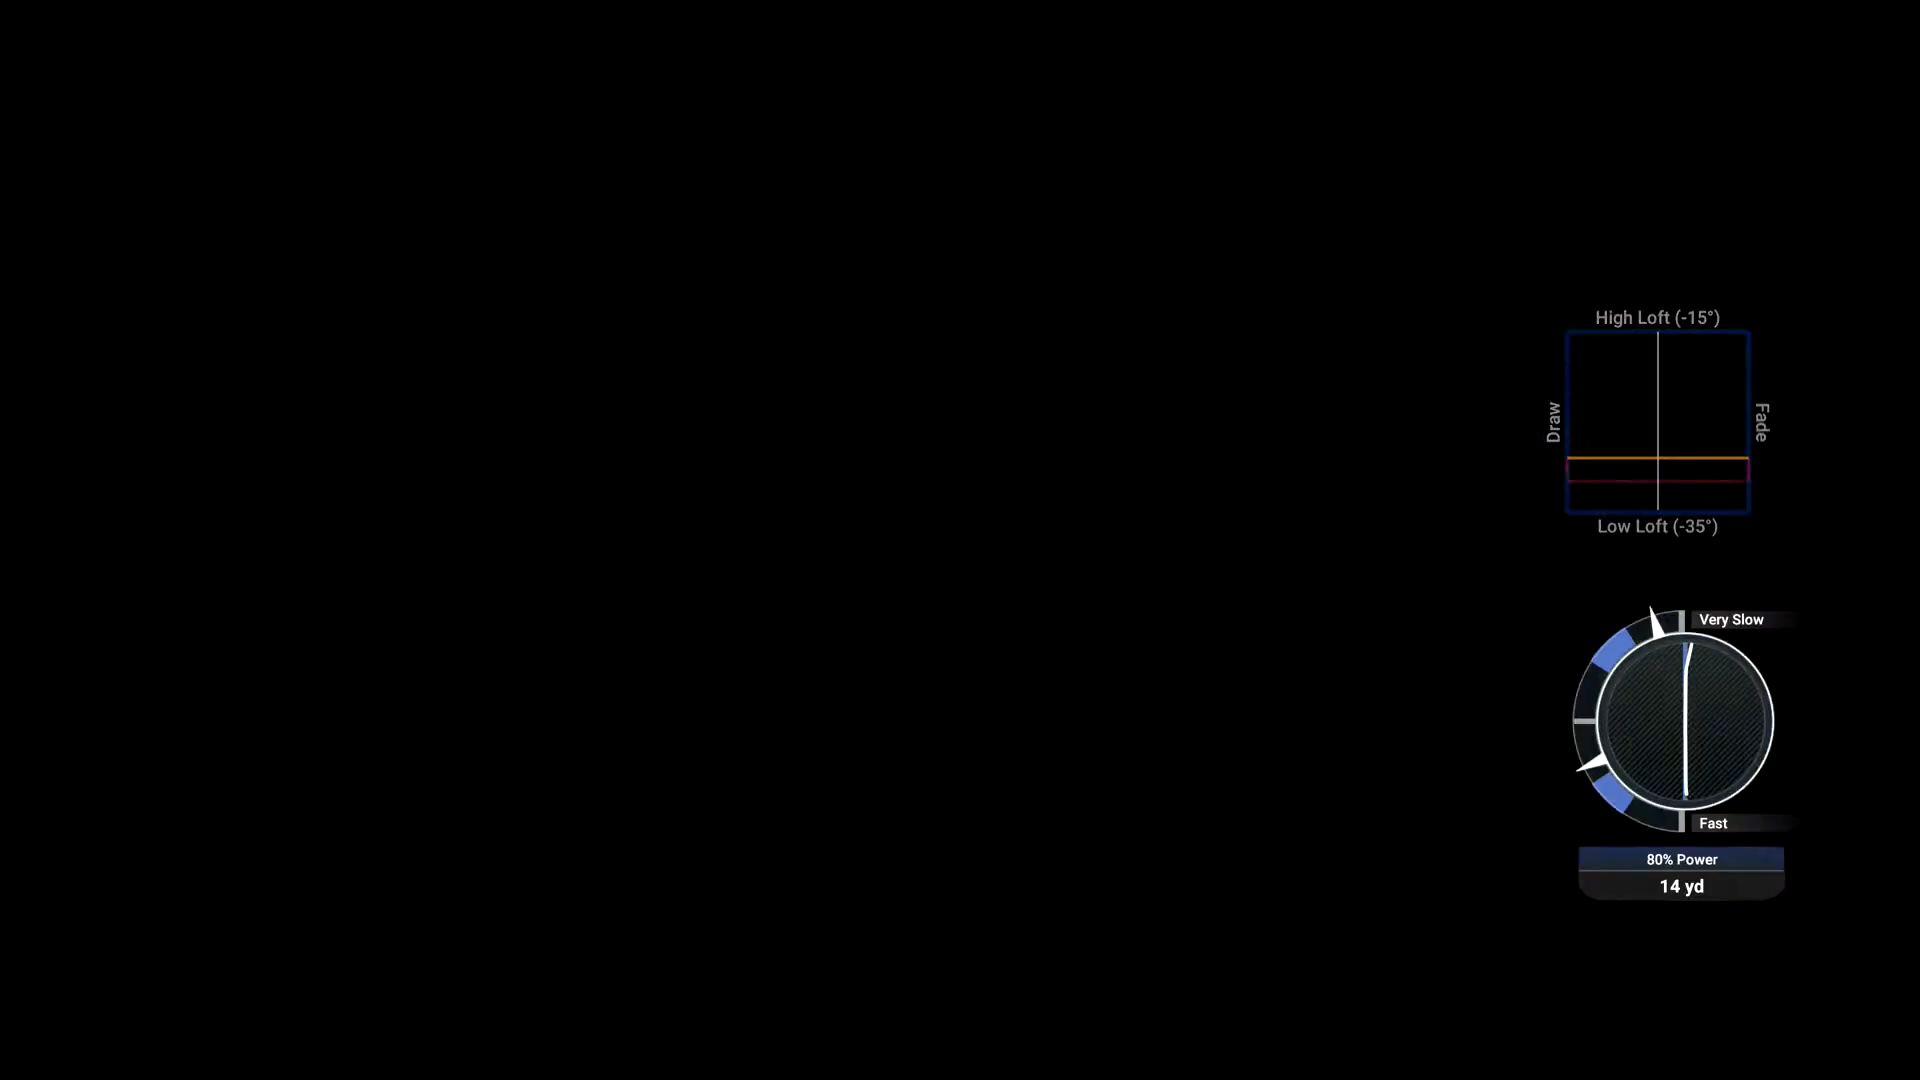 High Loft (-15°)
Draw
Fade
Low Loft (-35°)
Very Slow
Fast
80% Power
14 yd